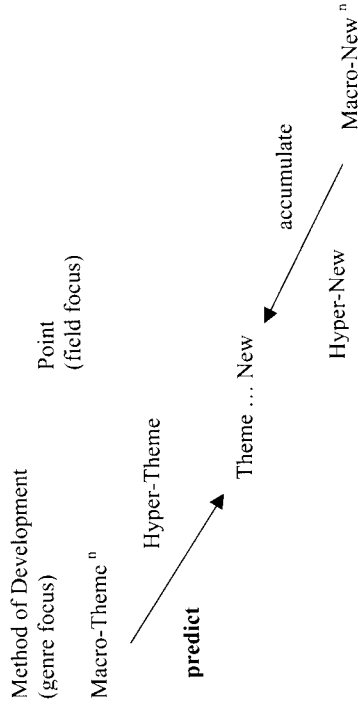 Method of Development
(genre focus)
Point
(field focus)
Macro-Theme n
Hyper-Theme
predict
Theme ... New
accumulate
Hyper-New
Macro-New n